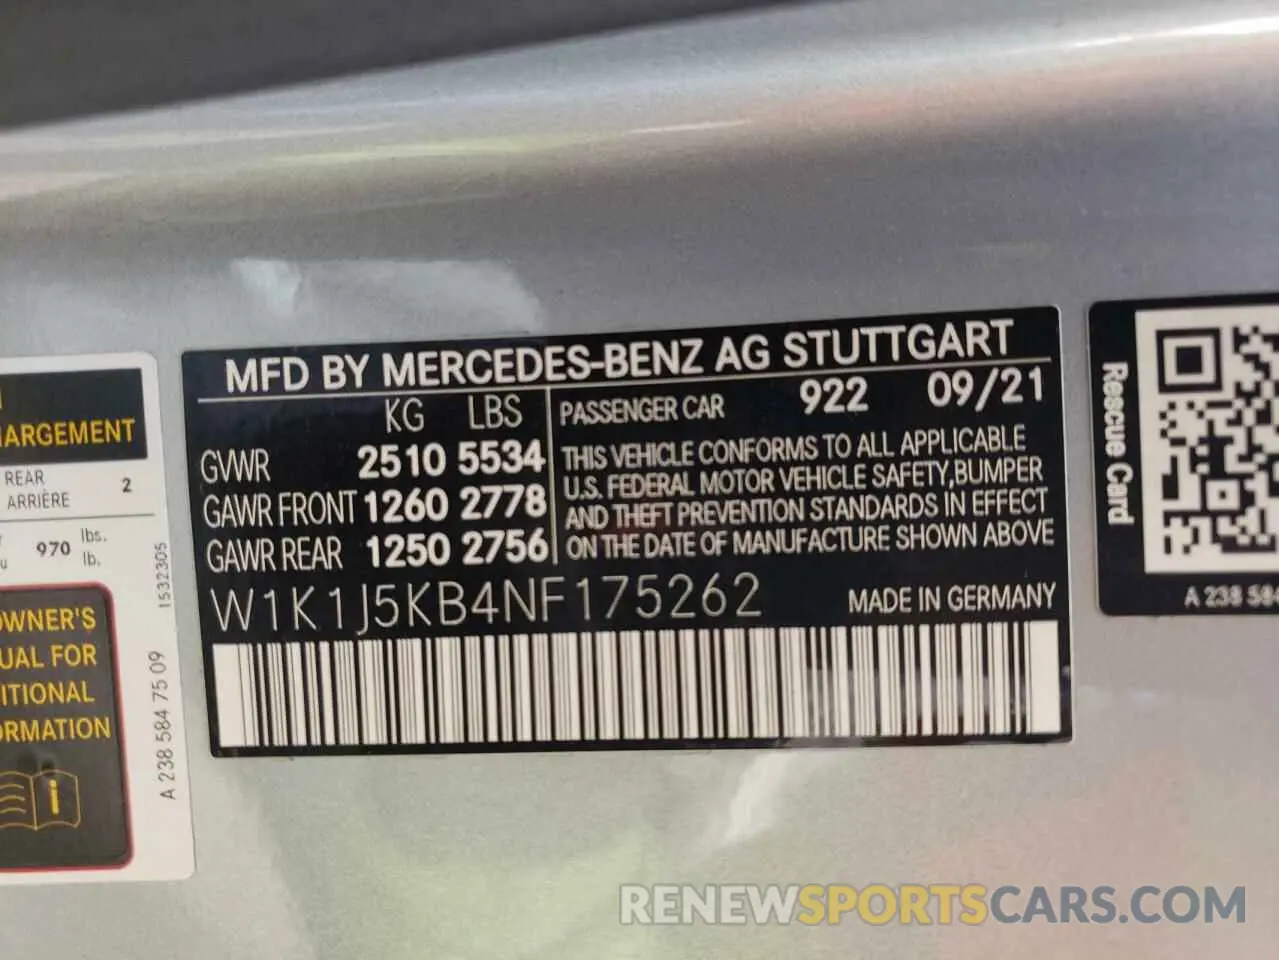 HARGEMENT
REAR
ARRIÈRE 2
970 lbs.
lb.
OWNER'S
UAL FOR
ITIONAL
ORMATION
i
1532305
A 238 584 75 09
MFD BY MERCEDES-BENZ AG STUTTGART
KG LBS
GVWR 2510 5534
GAWR FRONT 1260 2778
GAWR REAR 1250 2756
PASSENGER CAR 922 09/21
THIS VEHICLE CONFORMS TO ALL APPLICABLE
U.S. FEDERAL MOTOR VEHICLE SAFETY,BUMPER
AND THEFT PREVENTION STANDARDS IN EFFECT
ON THE DATE OF MANUFACTURE SHOWN ABOVE
W1K1J5KB4NF175262 MADE IN GERMANY
Rescue Card
A 238 584
RENEWSPORTSCARS.COM